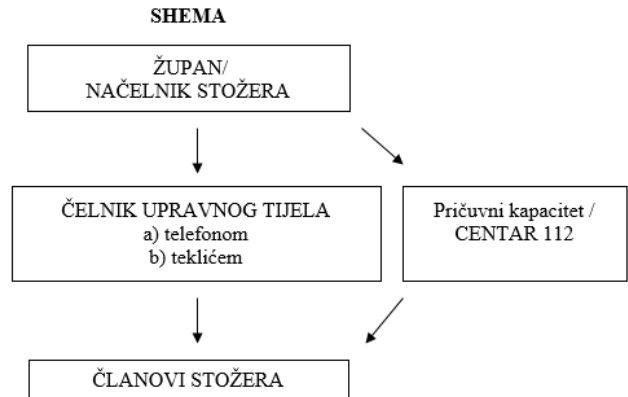 SHEMA
ŽUPAN/
NAČELNIK STOŽERA
ČELNIK UPRAVNOG TIJELA
a) telefonom
b) teklićem
Pričuvni kapacitet /
CENTAR 112
ČLANOVI STOŽERA